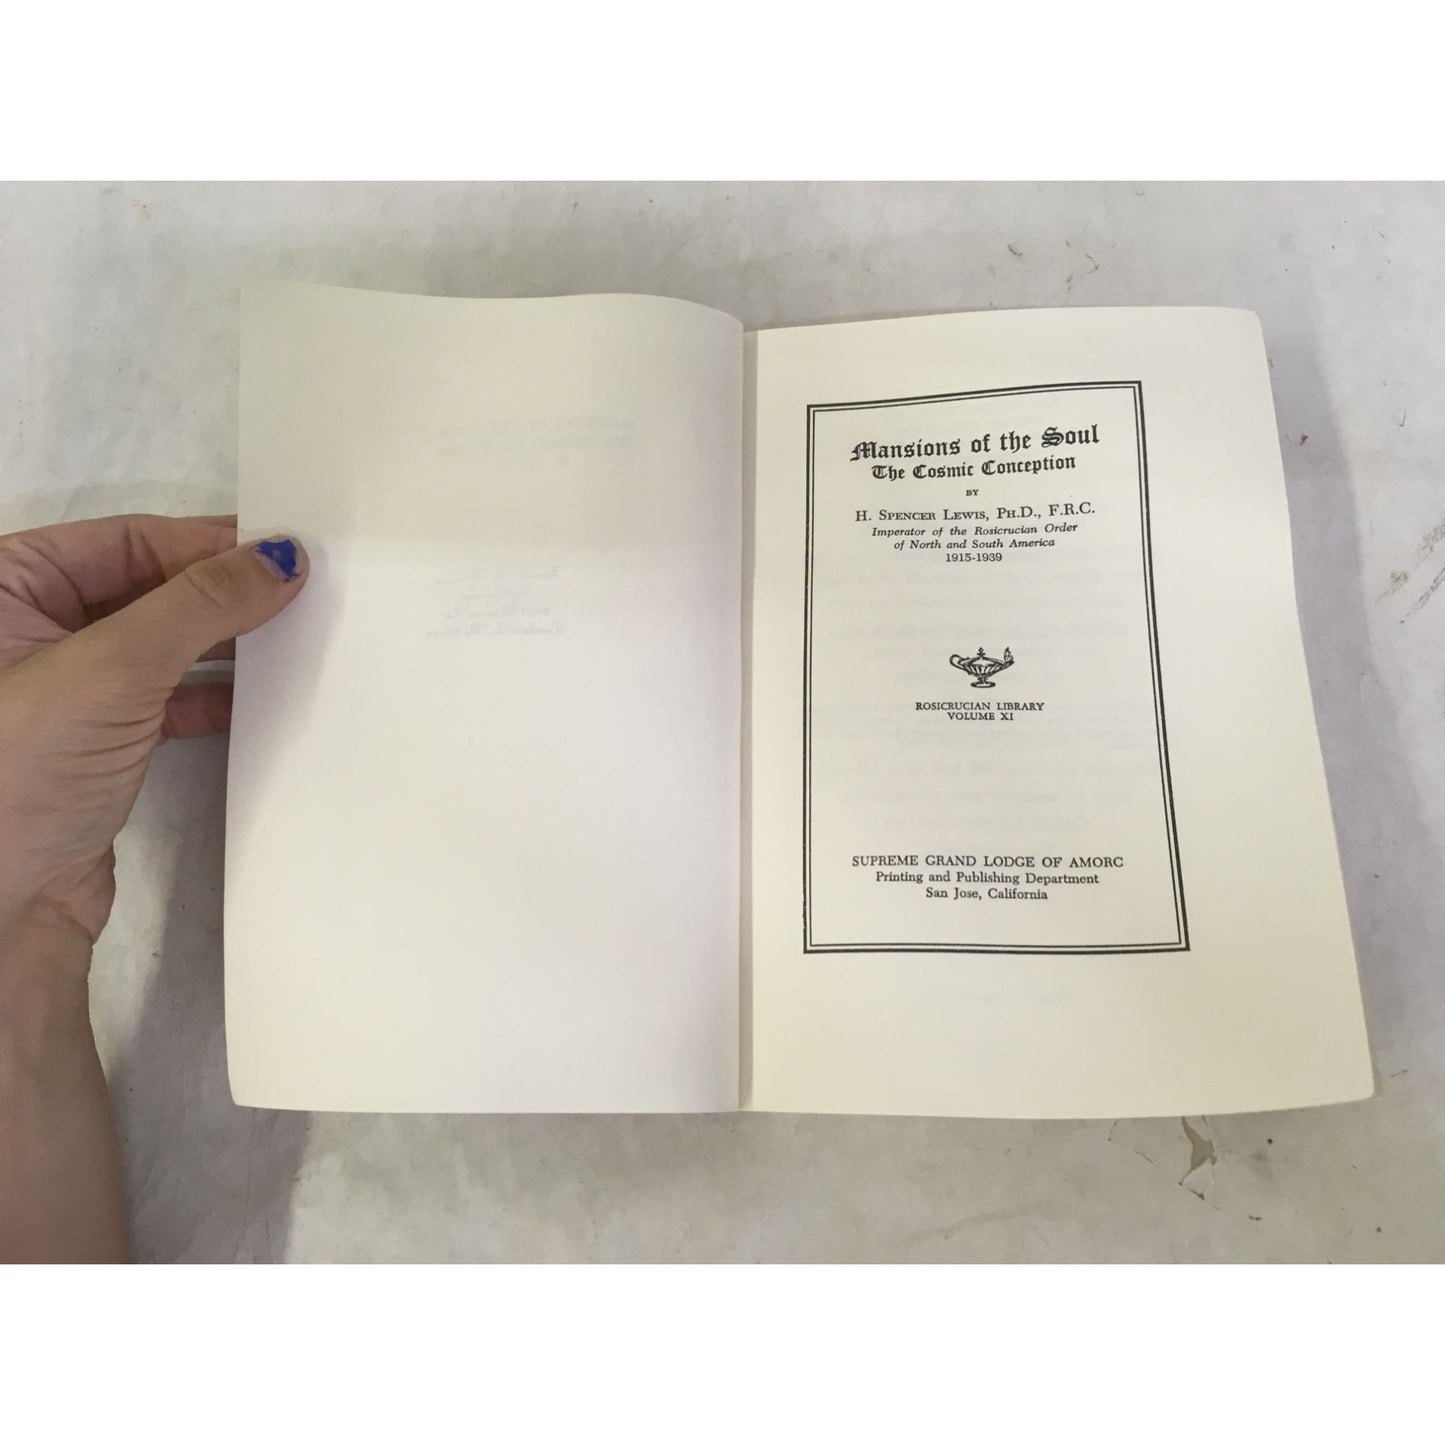 Mansions of the Soul
The Cosmic Conception
BY
H. SPENCER LEWIS, PH.D., F.R.C.
Imperator of the Rosicrucian Order
of North and South America
1915-1939
ROSICRUCIAN LIBRARY
VOLUME XI
SUPREME GRAND LODGE OF AMORC
Printing and Publishing Department
San Jose, California